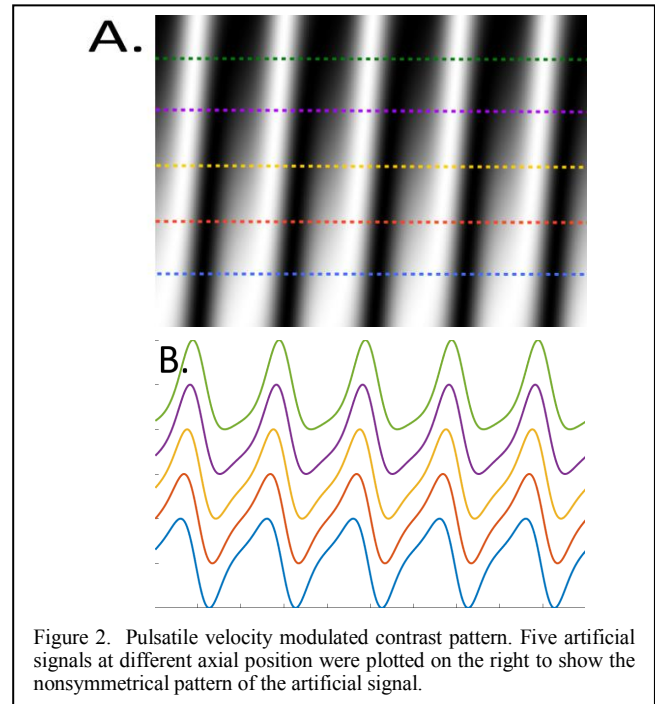 A.
B.
Figure 2. Pulsatile velocity modulated contrast pattern. Five artificial
signals at different axial position were plotted on the right to show the
nonsymmetrical pattern of the artificial signal.